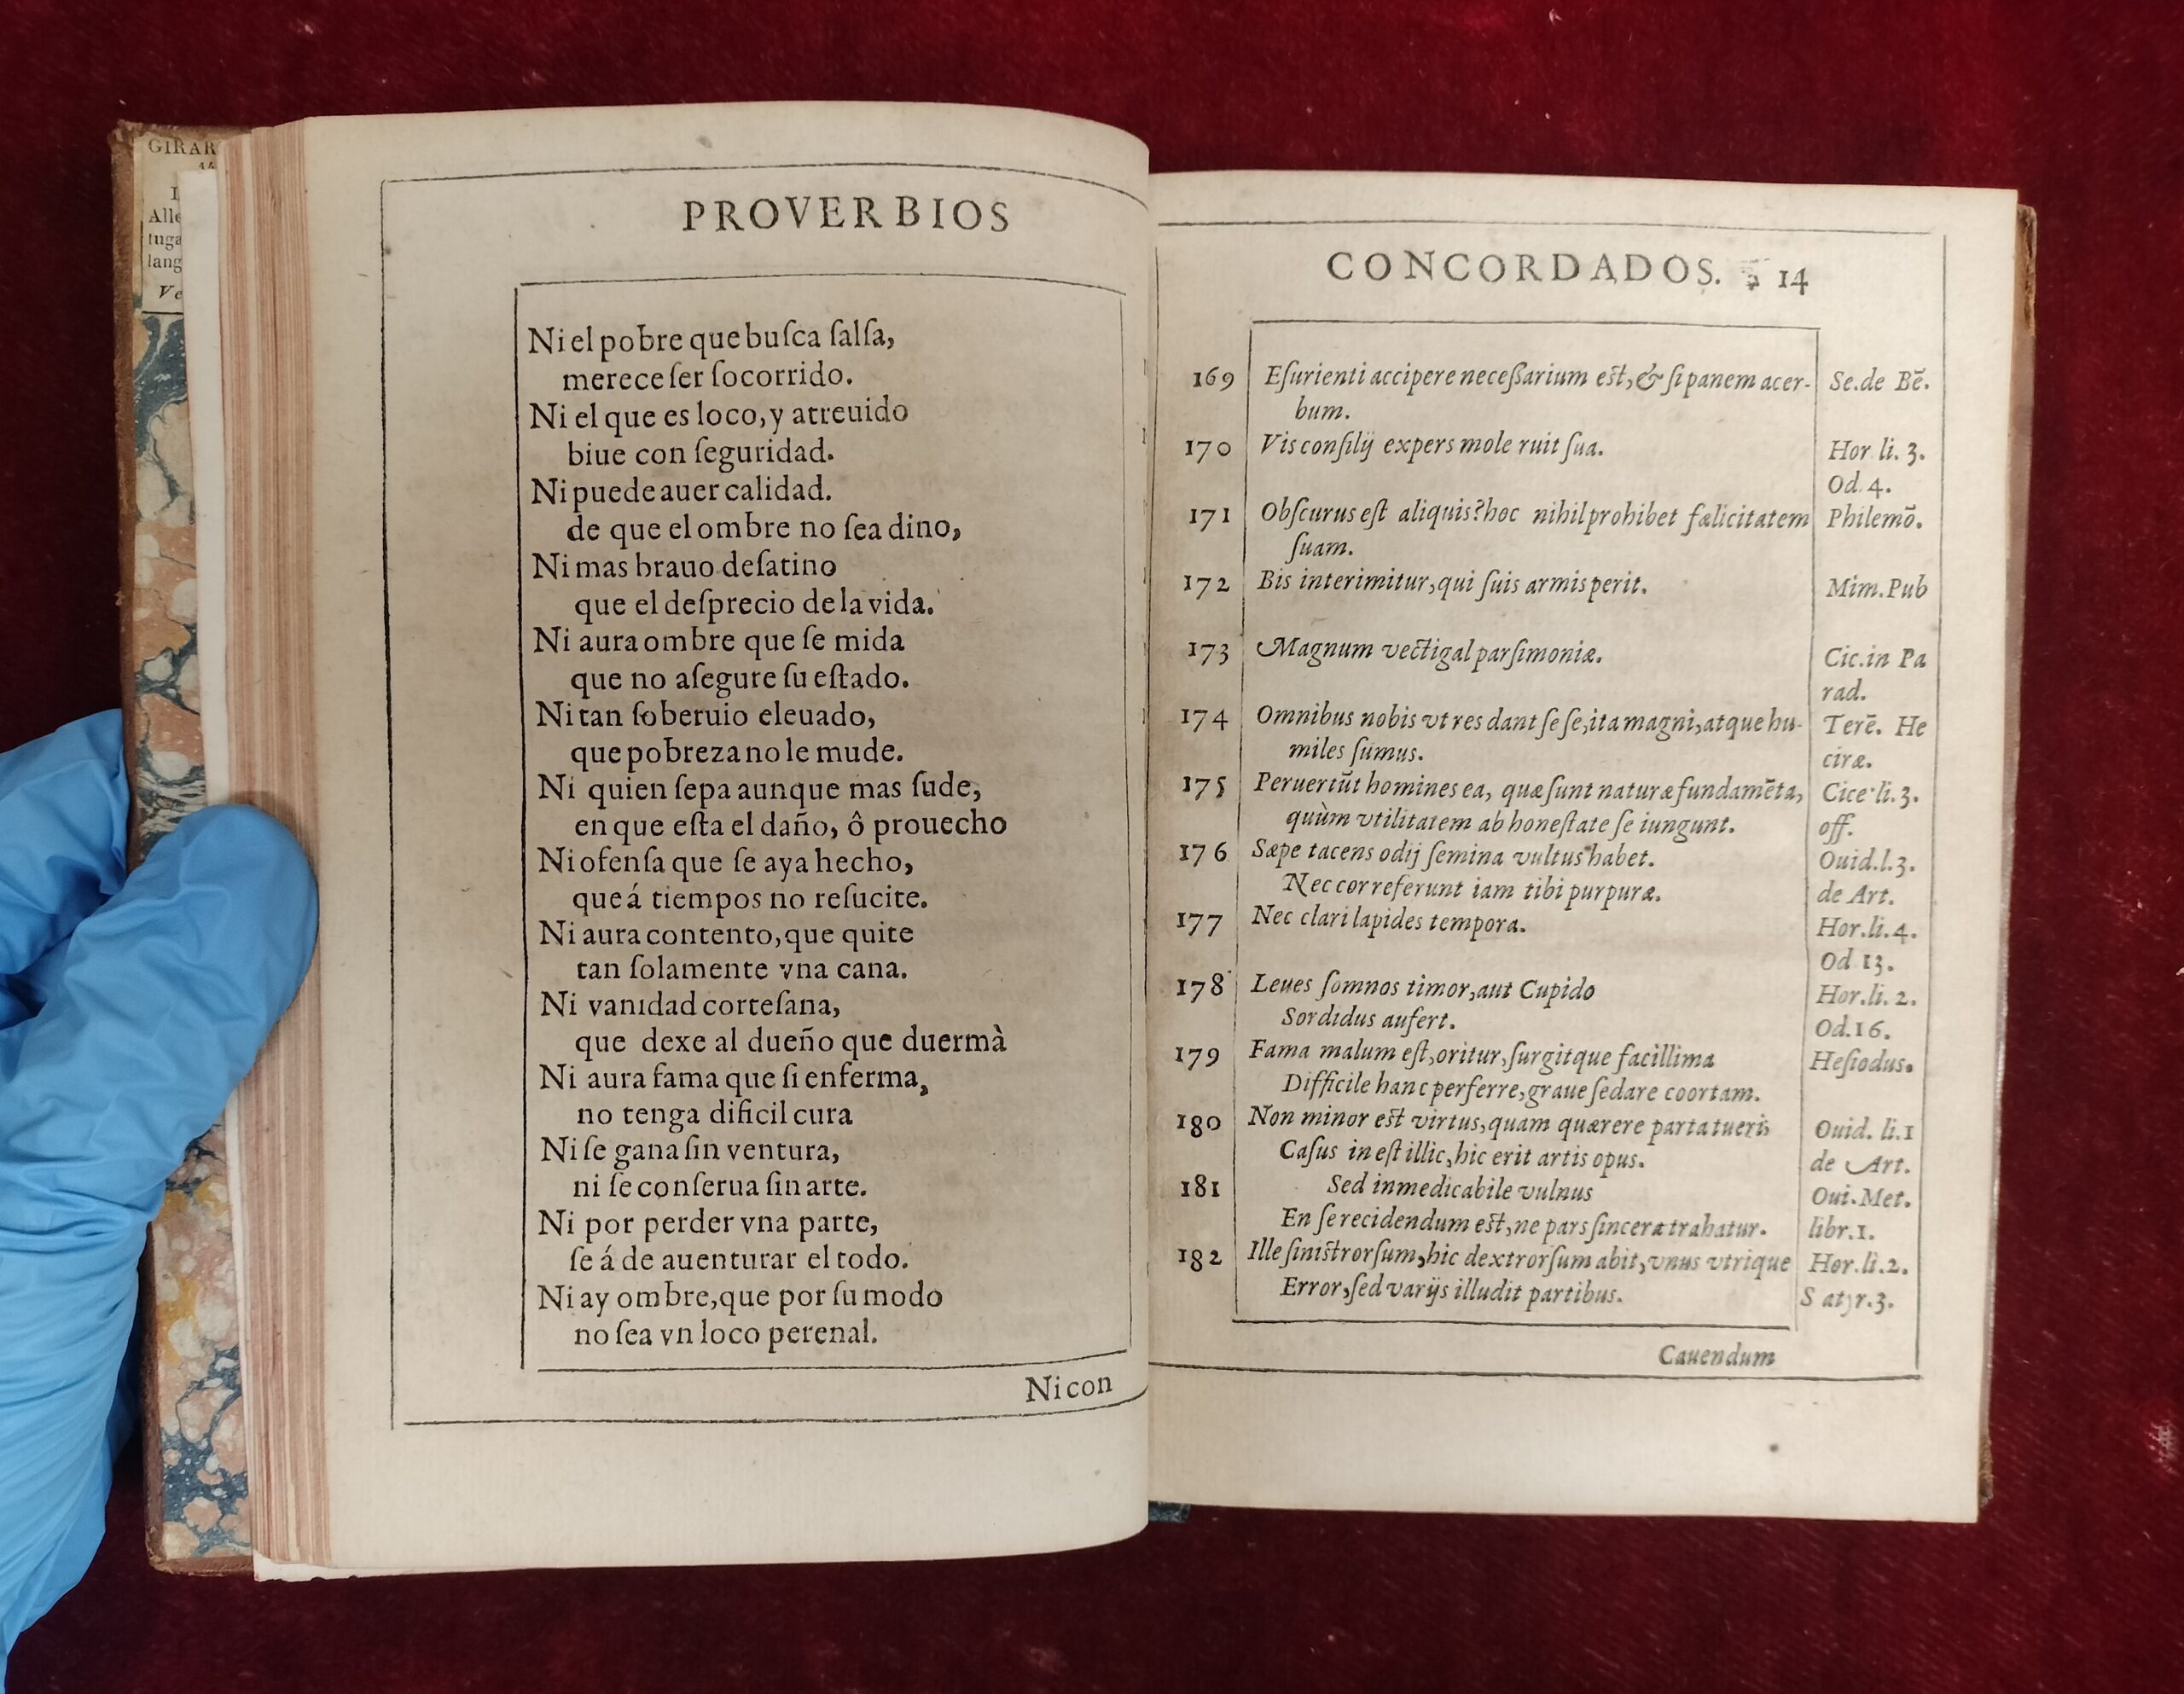 GIRAR
Alle
tuga
lang
Ve
PROVERBIOS
Ni el pobre que buſca ſalſa,
merece ſer ſocorrido.
Ni el que es loco, y atreuido
biue con ſeguridad.
Ni puede auer calidad.
de que el ombre no ſea dino,
Ni mas brauo deſatino
que el deſprecio de la vida.
Ni aura ombre que ſe mida
que no aſegure ſu eſtado.
Ni tan ſoberuio eleuado,
que pobreza no le mude.
Ni quien ſepa aunque mas ſude,
en que eſta el daño, ô prouecho
Ni ofenſa que ſe aya hecho,
que á tiempos no reſucite.
Ni aura contento, que quite
tan ſolamente vna cana.
Ni vanidad corteſana,
que dexe al dueño que duermà
Ni aura fama que ſi enferma,
no tenga dificil cura
Ni ſe gana ſin ventura,
ni ſe conſerua ſin arte.
Ni por perder vna parte,
ſe á de auenturar el todo.
Ni ay ombre, que por ſu modo
no ſea vn loco perenal.
Ni con
CONCORDADOS. 14
169 Eſurienti accipere neceßarium eſt, & ſi panem acer- Se.de Bē.
bum.
170 Vis conſilij expers mole ruit ſua. Hor li. 3.
Od. 4.
171 Obſcurus eſt aliquis? hoc nihil prohibet fælicitatem Philemō.
ſuam.
172 Bis interimitur, qui ſuis armis perit. Mim.Pub
173 Magnum vectigal parſimoniæ. Cic.in Pa
rad.
174 Omnibus nobis vt res dant ſe ſe, ita magni, atque hu- Terē. He
miles ſumus. ciræ.
175 Peruertūt homines ea, quæ ſunt naturæ fundamēta, Cice.li.3.
quùm vtilitatem ab honeſtate ſe iungunt. off.
176 Sæpe tacens odij ſemina vultus habet. Ouid.l.3.
Nec cor referunt iam tibi purpuræ. de Art.
177 Nec clari lapides tempora. Hor.li.4.
Od 13.
178 Leues ſomnos timor, aut Cupido Hor.li. 2.
Sordidus aufert. Od.16.
179 Fama malum eſt, oritur, ſurgitque facillima Heſiodus.
Difficile hanc perferre, graue ſedare coortam.
180 Non minor eſt virtus, quam quærere parta tueri, Ouid. li.1
Caſus in eſt illic, hic erit artis opus. de Art.
181 Sed inmedicabile vulnus Oui.Met.
En ſe recidendum eſt, ne pars ſincera trahatur. libr.1.
182 Ille ſiniſtrorſum, hic dextrorſum abit, vnus vtrique Hor.li.2.
Error, ſed varijs illudit partibus. Satyr.3.
Cauendum